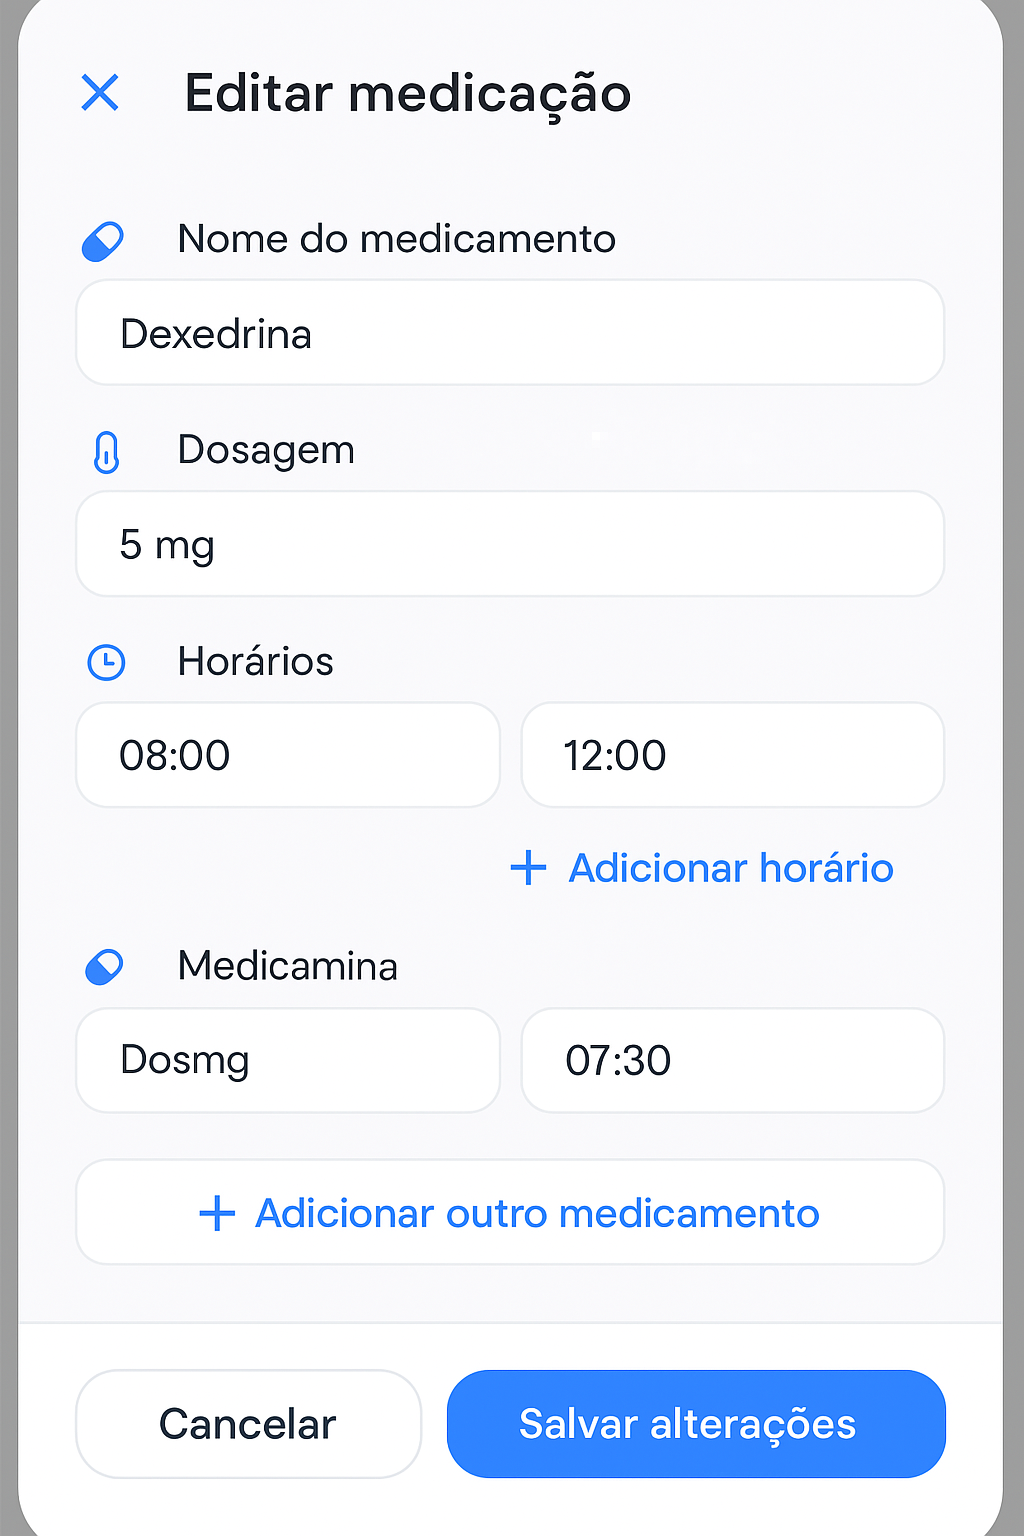 Editar medicação
Nome do medicamento
Dexedrina
Dosagem
5 mg
Horários
08:00 12:00
Adicionar horário
Medicamina
Dosmg 07:30
Adicionar outro medicamento
Cancelar Salvar alterações